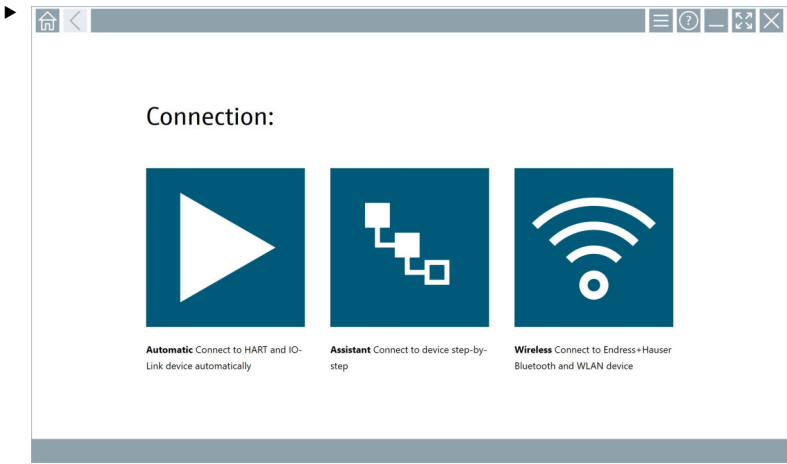 Connection:
Automatic Connect to HART and IO-
Link device automatically
Assistant Connect to device step-by-
step
Wireless Connect to Endress+Hauser
Bluetooth and WLAN device